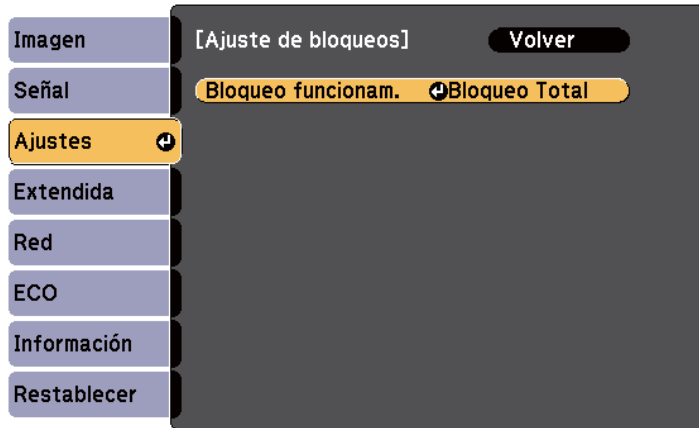 Imagen
Señal
Ajustes
Extendida
Red
ECO
Información
Restablecer
[Ajuste de bloqueos] Volver
Bloqueo funcionam. Bloqueo Total